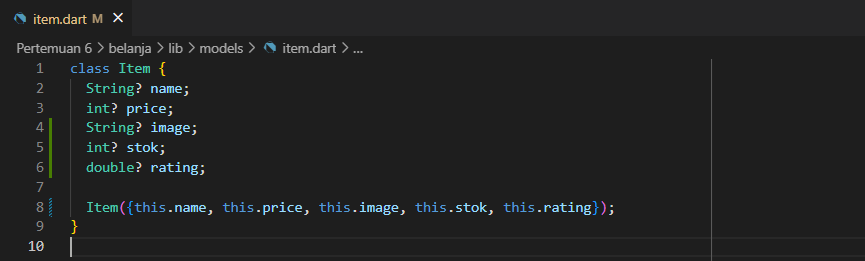 item.dart M ×
Pertemuan 6 > belanja > lib > models > item.dart > ...
1 class Item {
2   String? name;
3   int? price;
4   String? image;
5   int? stok;
6   double? rating;
7
8   Item({this.name, this.price, this.image, this.stok, this.rating});
9 }
10